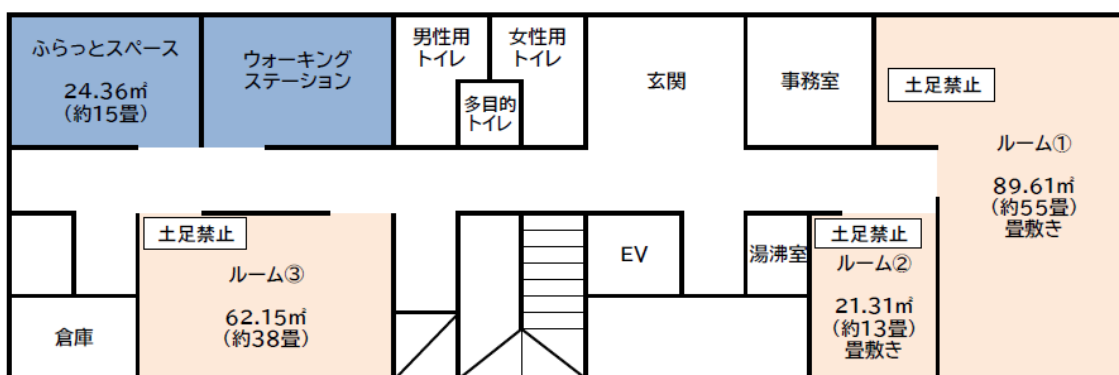 ふらっとスペース
24.36㎡
(約15畳)
ウォーキング
ステーション
男性用
トイレ
女性用
トイレ
多目的
トイレ
玄関
事務室
土足禁止
ルーム①
89.61㎡
(約55畳)
畳敷き
土足禁止
ルーム③
62.15㎡
(約38畳)
倉庫
EV
湯沸室
土足禁止
ルーム②
21.31㎡
(約13畳)
畳敷き